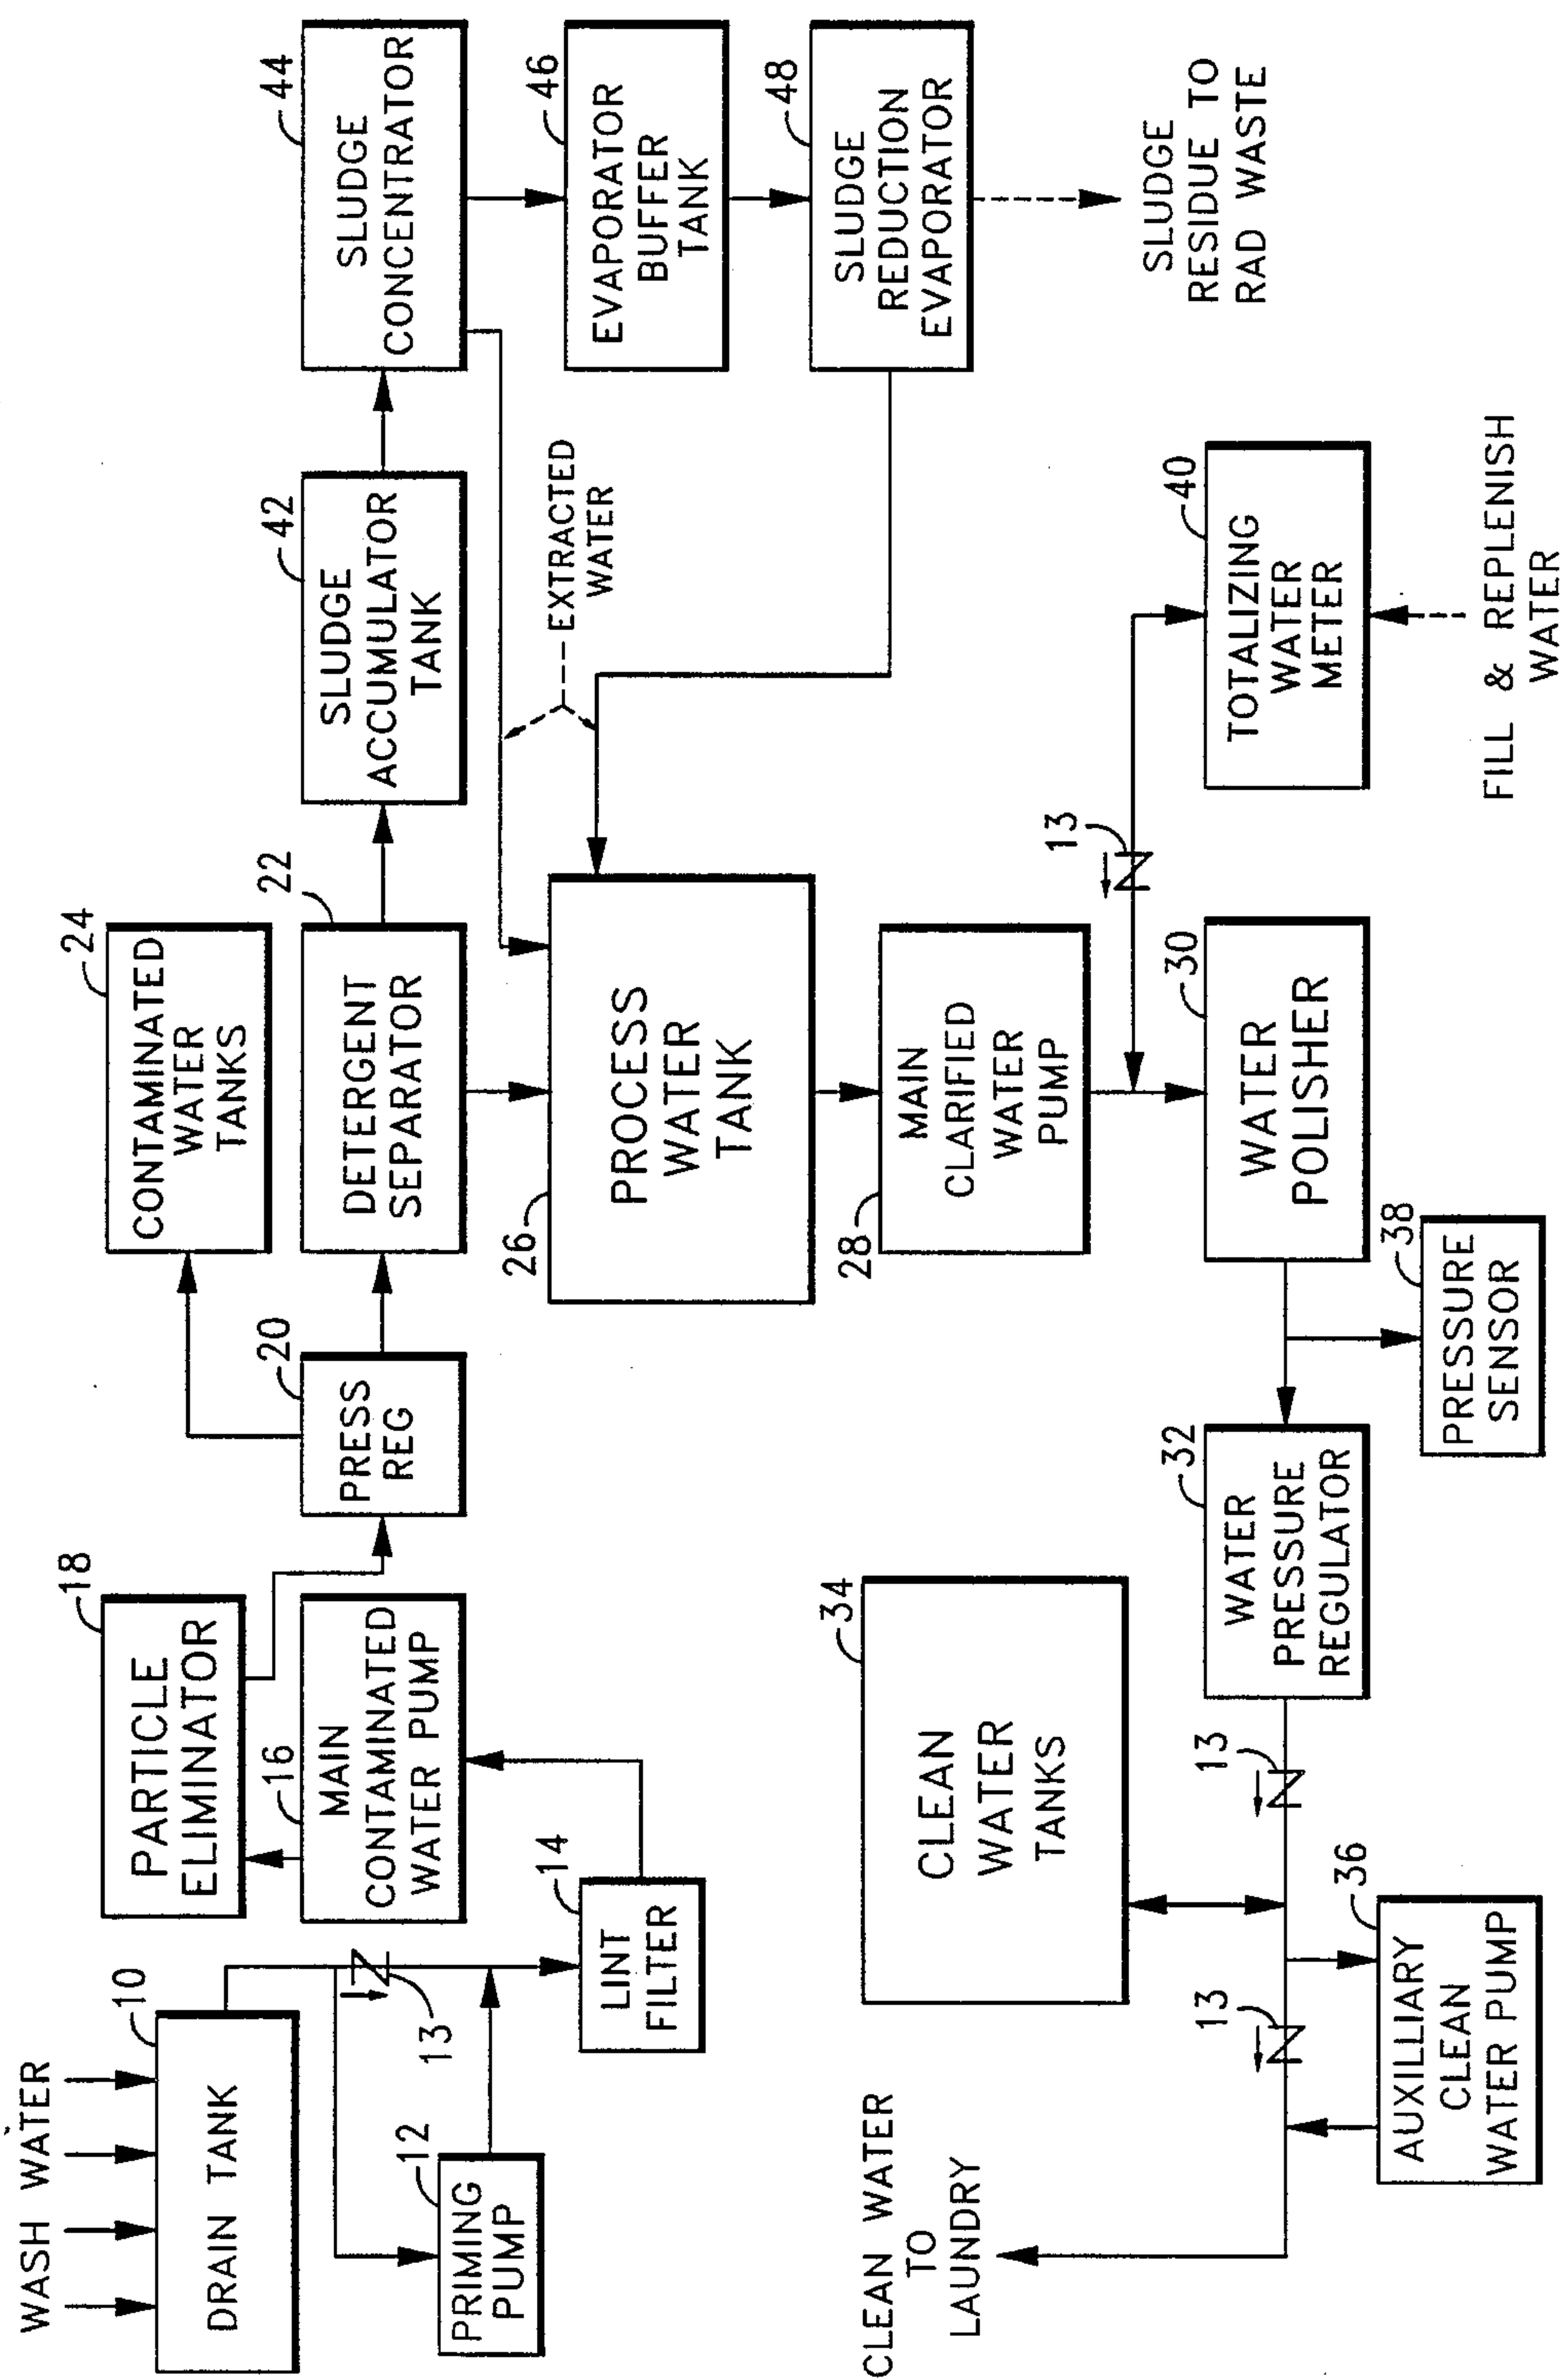 WASH WATER
10
DRAIN TANK
12
PRIMING
PUMP
13
14
LINT
FILTER
16
MAIN
CONTAMINATED
WATER PUMP
18
PARTICLE
ELIMINATOR
20
PRESS
REG
24
CONTAMINATED
WATER
TANKS
22
DETERGENT
SEPARATOR
42
SLUDGE
ACCUMULATOR
TANK
44
SLUDGE
CONCENTRATOR
46
EVAPORATOR
BUFFER
TANK
48
SLUDGE
REDUCTION
EVAPORATOR
SLUDGE
RESIDUE TO
RAD WASTE
EXTRACTED
WATER
26
PROCESS
WATER
TANK
28
MAIN
CLARIFIED
WATER
PUMP
13
40
TOTALIZING
WATER
METER
FILL & REPLENISH
WATER
30
WATER
POLISHER
38
PRESSURE
SENSOR
32
WATER
PRESSURE
REGULATOR
13
34
CLEAN
WATER
TANKS
36
AUXILLIARY
CLEAN
WATER PUMP
13
CLEAN WATER
TO
LAUNDRY